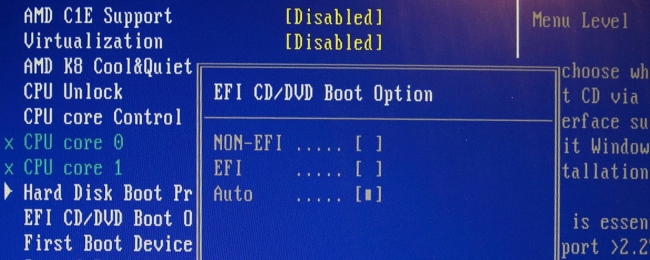 AMD C1E Support [Disabled] Menu Level
Virtualization [Disabled]
AMD K8 Cool&Quiet
CPU Unlock
CPU core Control
x CPU core 0
x CPU core 1
Hard Disk Boot Pr
EFI CD/DVD Boot O
First Boot Device
EFI CD/DVD Boot Option
NON-EFI ..... [ ]
EFI ..... [ ]
Auto ..... [∎]
choose wh
t CD via
erface su
it Window
tallation
is essen
port >2.2